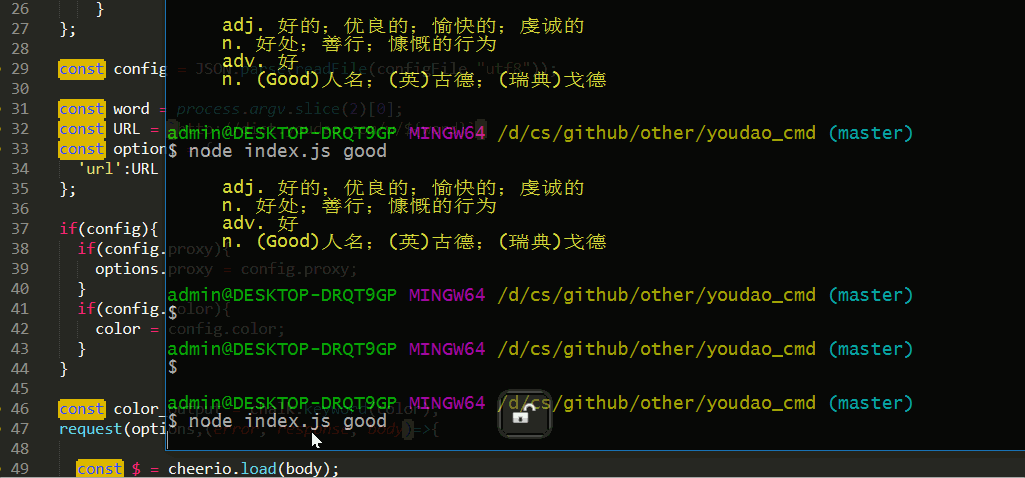 26 }
27 };
28
29 const config = JSON.parse(readFile(configFile,"utf8"));
30
31 const word = process.argv.slice(2)[0];
32 const URL =
33 const option
34 'url':URL
35 };
36
37 if(config){
38 if(config.proxy){
39 options.proxy = config.proxy;
40 }
41 if(config.color){
42 color = config.color;
43 }
44 }
45
46 const color_
47 request(options,(error, response, body)=>{
48
49 const $ = cheerio.load(body);
adj. 好的；优良的；愉快的；虔诚的
n. 好处；善行；慷慨的行为
adv. 好
n. (Good)人名；(英)古德；(瑞典)戈德
admin@DESKTOP-DRQT9GP MINGW64 /d/cs/github/other/youdao_cmd (master)
$ node index.js good
adj. 好的；优良的；愉快的；虔诚的
n. 好处；善行；慷慨的行为
adv. 好
n. (Good)人名；(英)古德；(瑞典)戈德
admin@DESKTOP-DRQT9GP MINGW64 /d/cs/github/other/youdao_cmd (master)
$
admin@DESKTOP-DRQT9GP MINGW64 /d/cs/github/other/youdao_cmd (master)
$
admin@DESKTOP-DRQT9GP MINGW64 /d/cs/github/other/youdao_cmd (master)
$ node index.js good